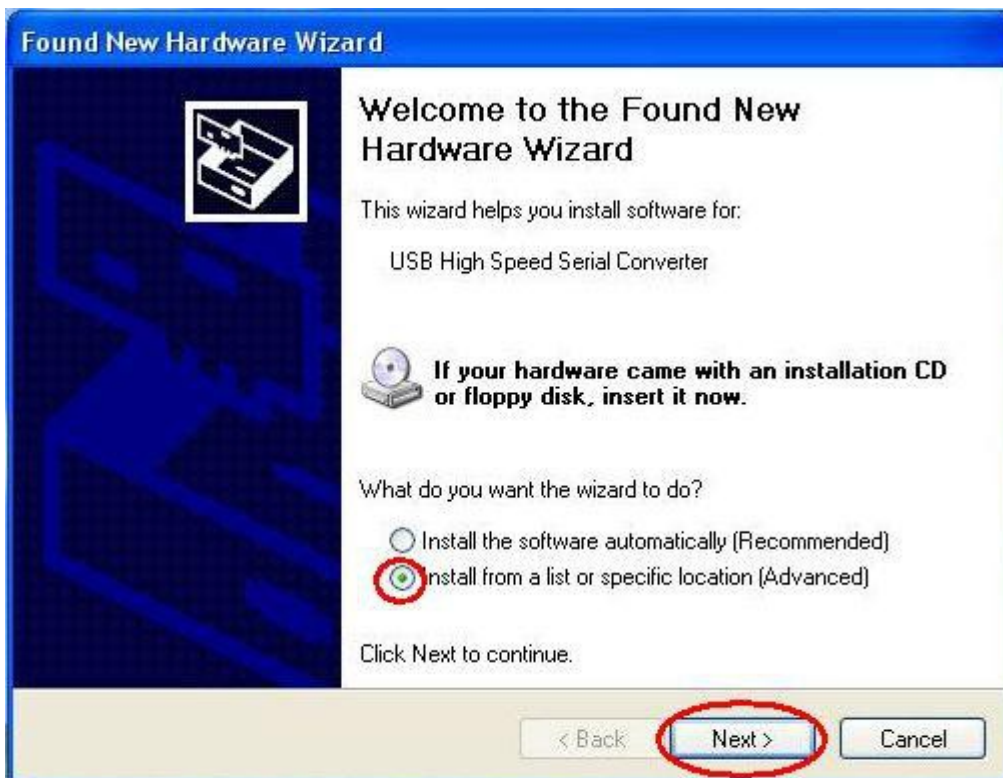 Found New Hardware Wizard
Welcome to the Found New
Hardware Wizard
This wizard helps you install software for:
USB High Speed Serial Converter
If your hardware came with an installation CD
or floppy disk, insert it now.
What do you want the wizard to do?
Install the software automatically (Recommended)
Install from a list or specific location (Advanced)
Click Next to continue.
< Back
Next >
Cancel